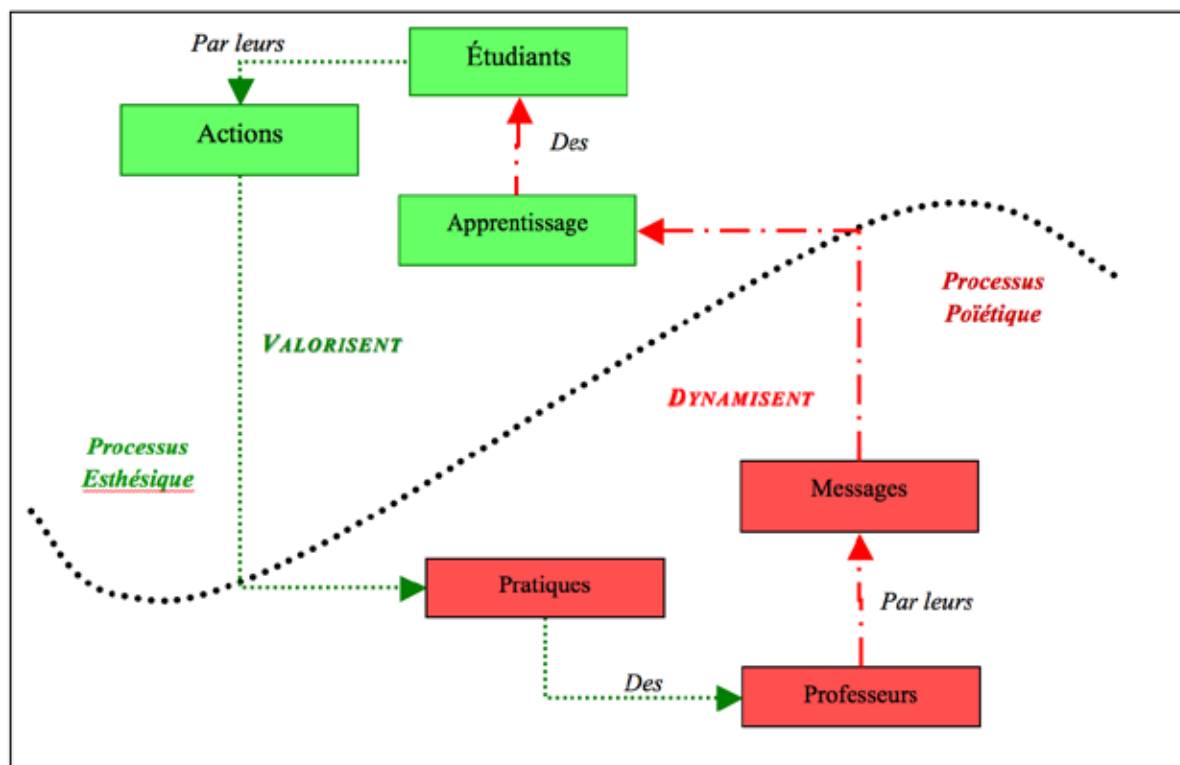 Par leurs
Étudiants
Actions
Des
Apprentissage
Processus
Poïétique
VALORISENT
DYNAMISENT
Processus
Esthésique
Messages
Pratiques
Par leurs
Des
Professeurs